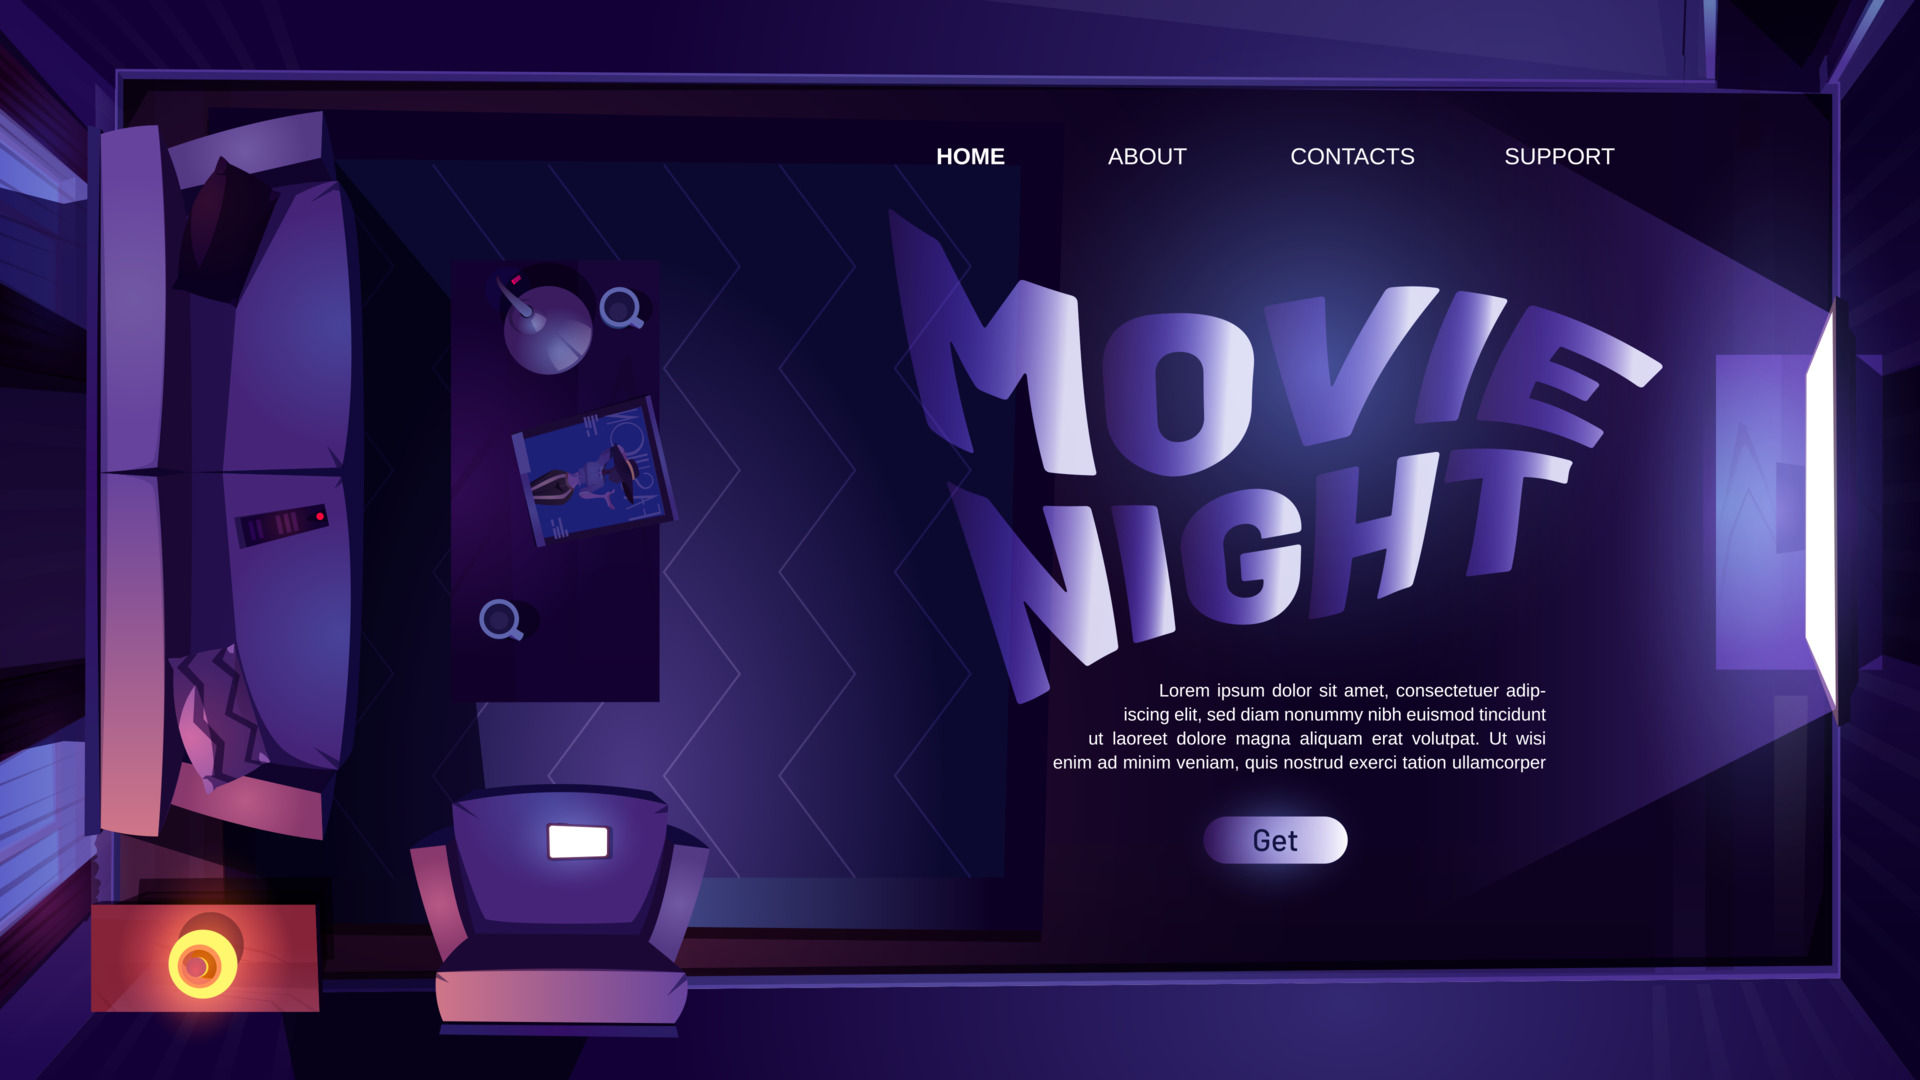 HOME ABOUT CONTACTS SUPPORT
MOVIE
NIGHT
Lorem ipsum dolor sit amet, consectetuer adip-
iscing elit, sed diam nonummy nibh euismod tincidunt
ut laoreet dolore magna aliquam erat volutpat. Ut wisi
enim ad minim veniam, quis nostrud exerci tation ullamcorper
Get